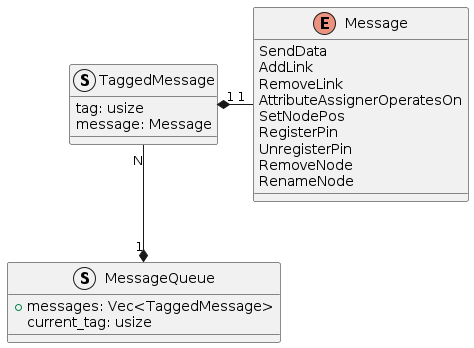 E Message
SendData
AddLink
RemoveLink
AttributeAssignerOperatesOn
SetNodePos
RegisterPin
UnregisterPin
RemoveNode
RenameNode
S TaggedMessage
tag: usize
message: Message
1 1
N
1
S MessageQueue
messages: Vec<TaggedMessage>
current_tag: usize